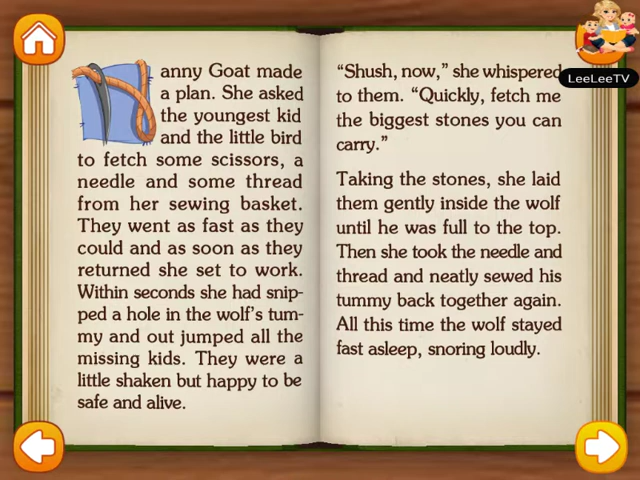 Nanny Goat made
a plan. She asked
the youngest kid
and the little bird
to fetch some scissors, a
needle and some thread
from her sewing basket.
They went as fast as they
could and as soon as they
returned she set to work.
Within seconds she had snip-
ped a hole in the wolf's tum-
my and out jumped all the
missing kids. They were a
little shaken but happy to be
safe and alive.
“Shush, now,” she whispered
to them. “Quickly, fetch me
the biggest stones you can
carry.”
Taking the stones, she laid
them gently inside the wolf
until he was full to the top.
Then she took the needle and
thread and neatly sewed his
tummy back together again.
All this time the wolf stayed
fast asleep, snoring loudly.
LeeLeeTV